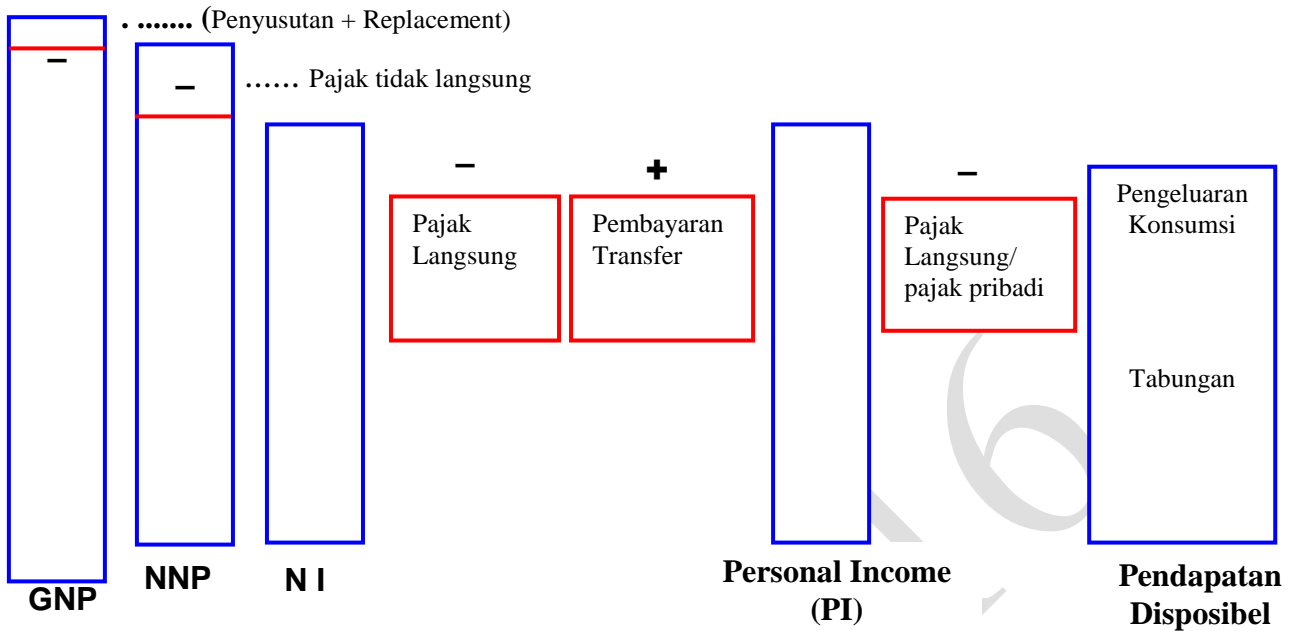 . ....... (Penyusutan + Replacement)
–
–
...... Pajak tidak langsung
–
+
–
Pajak
Langsung
Pembayaran
Transfer
Pajak
Langsung/
pajak pribadi
Pengeluaran
Konsumsi
Tabungan
GNP
NNP
N I
Personal Income
(PI)
Pendapatan
Disposibel